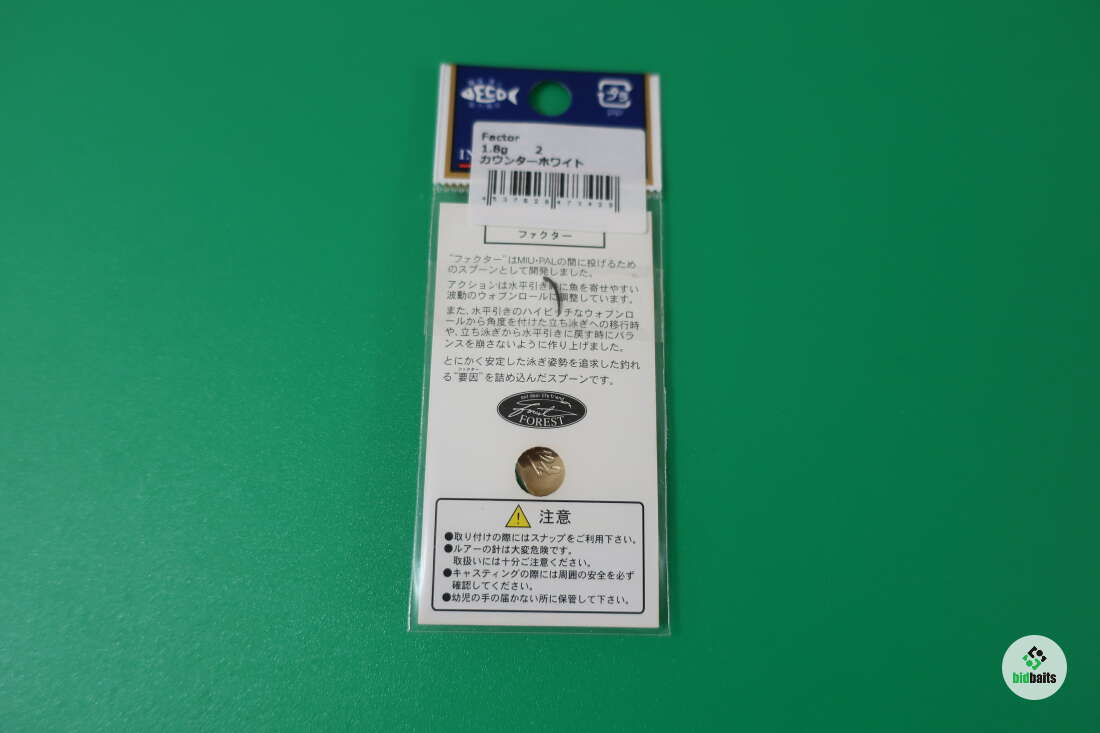 ECO
プラ
PP
Factor
1.8g 2
カウンターホワイト
ファクター
"ファクター"はMIU・PALの間に投げるため
のスプーンとして開発しました。
アクションは水平引き時に魚を寄せやすい
波動のウォブンロールに調整しています。
また、水平引きのハイピッチなウォブンロ
ールから角度を付けた立ち泳ぎへの移行時
や、立ち泳ぎから水平引きに戻す時にバラ
ンスを崩さないように作り上げました。
とにかく安定した泳ぎ姿勢を追求した釣れ
ファクター
る"要因"を詰め込んだスプーンです。
Forest
FOREST
注意
●取り付けの際にはスナップをご利用下さい。
●ルアーの針は大変危険です。
取扱いには十分ご注意ください。
●キャスティングの際には周囲の安全を必ず
確認してください。
●幼児の手の届かない所に保管して下さい。
bidbaits